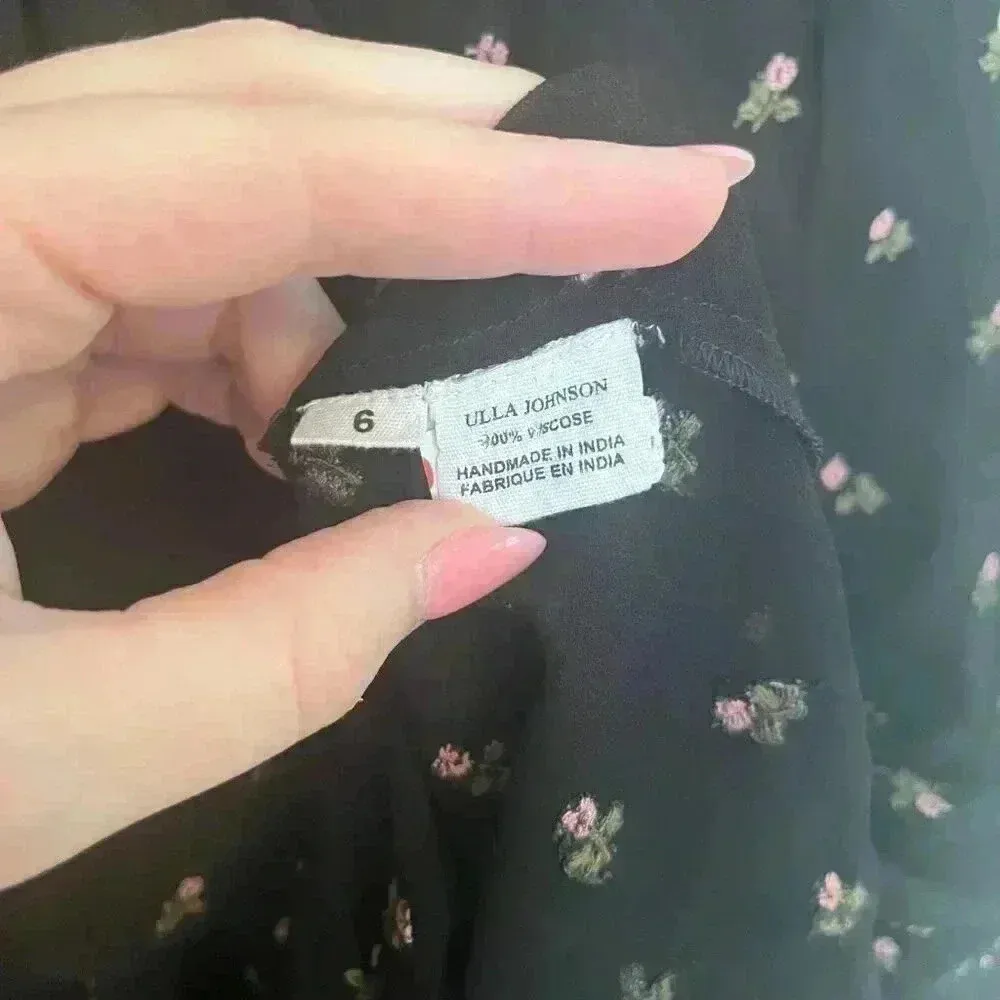 6
ULLA JOHNSON
100% VISCOSE
HANDMADE IN INDIA
FABRIQUE EN INDIA